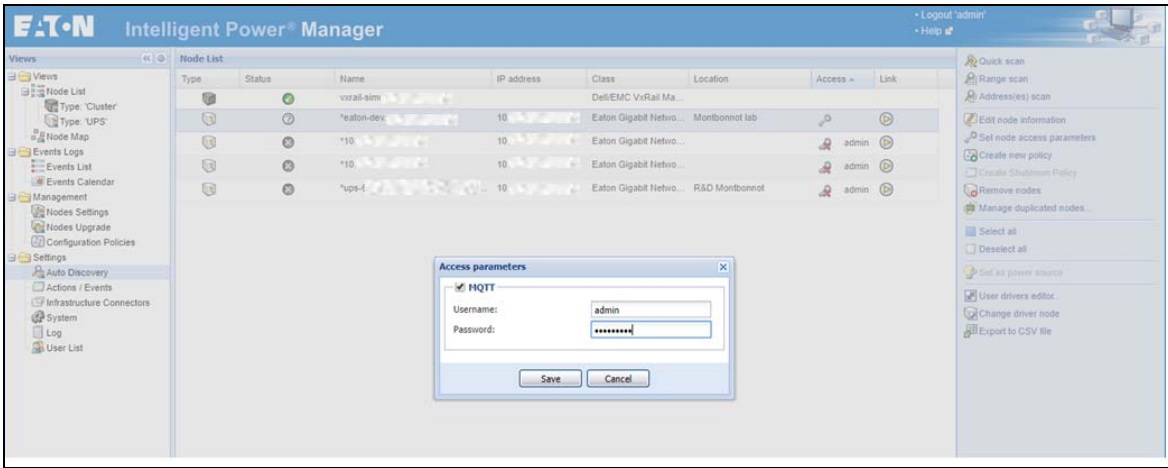 EATON Intelligent Power® Manager
• Logout 'admin'
• Help
Views
Views
Node List
Type: 'Cluster'
Type: 'UPS'
Node Map
Events Logs
Events List
Events Calendar
Management
Nodes Settings
Nodes Upgrade
Configuration Policies
Settings
Auto Discovery
Actions / Events
Infrastructure Connectors
System
Log
User List
Node List
Type Status Name IP address Class Location Access Link
vxrail-sim Dell/EMC VxRail Ma...
*eaton-dev. 10. Eaton Gigabit Netwo... Montbonnot lab
*10. 10. Eaton Gigabit Netwo... admin
*10. 10. Eaton Gigabit Netwo... admin
*ups- 10. Eaton Gigabit Netwo... R&D Montbonnot admin
Access parameters
MQTT
Username: admin
Password: •••••••••
Save Cancel
Quick scan
Range scan
Address(es) scan
Edit node information
Set node access parameters
Create new policy
Create Shutdown Policy
Remove nodes
Manage duplicated nodes...
Select all
Deselect all
Set as power source
User drivers editor...
Change driver node
Export to CSV file